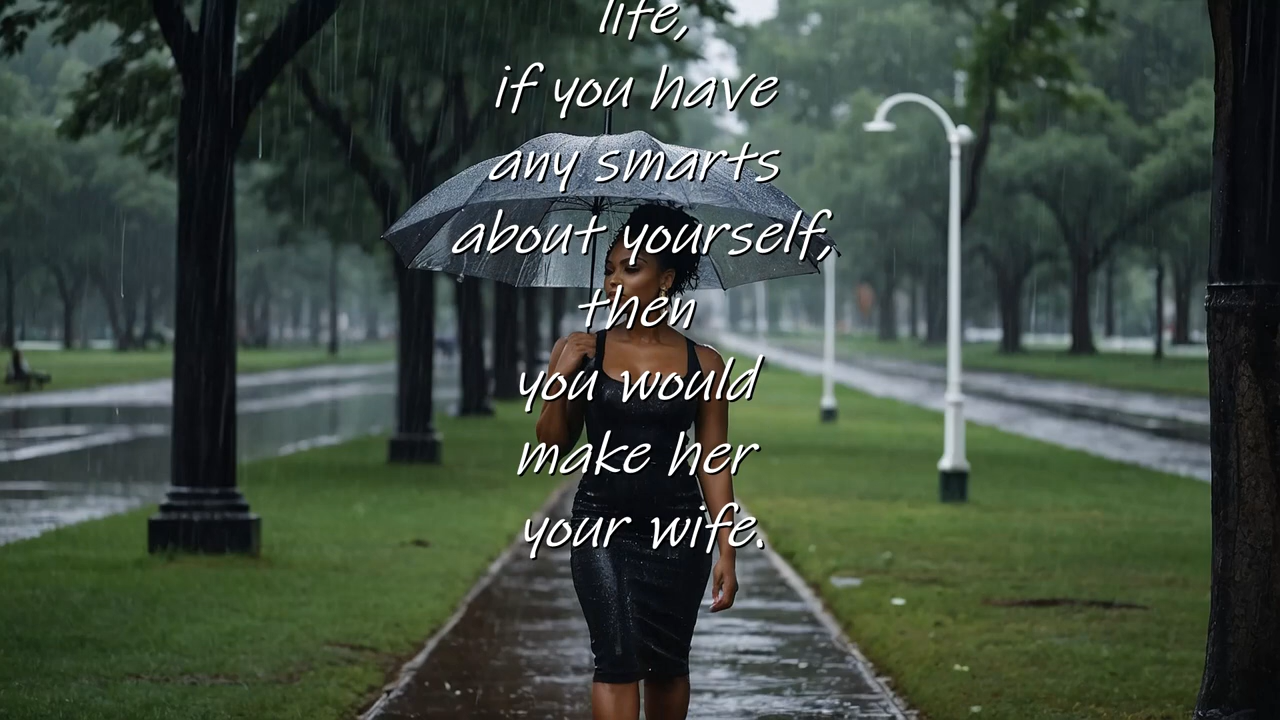 life,
if you have
any smarts
about yourself,
then
you would
make her
your wife.